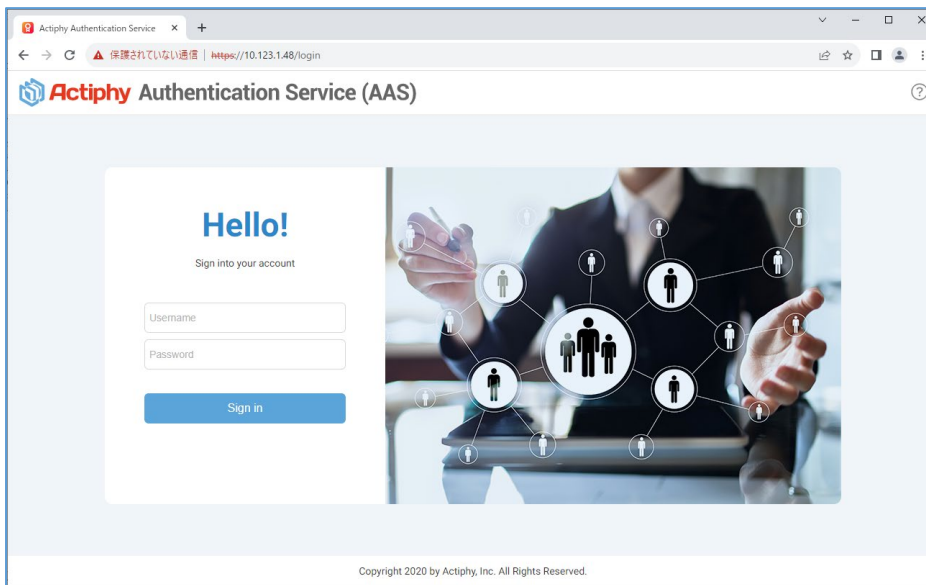 Actiphy Authentication Service
保護されていない通信 | https://10.123.1.48/login
Actiphy Authentication Service (AAS)
Hello!
Sign into your account
Username
Password
Sign in
Copyright 2020 by Actiphy, Inc. All Rights Reserved.